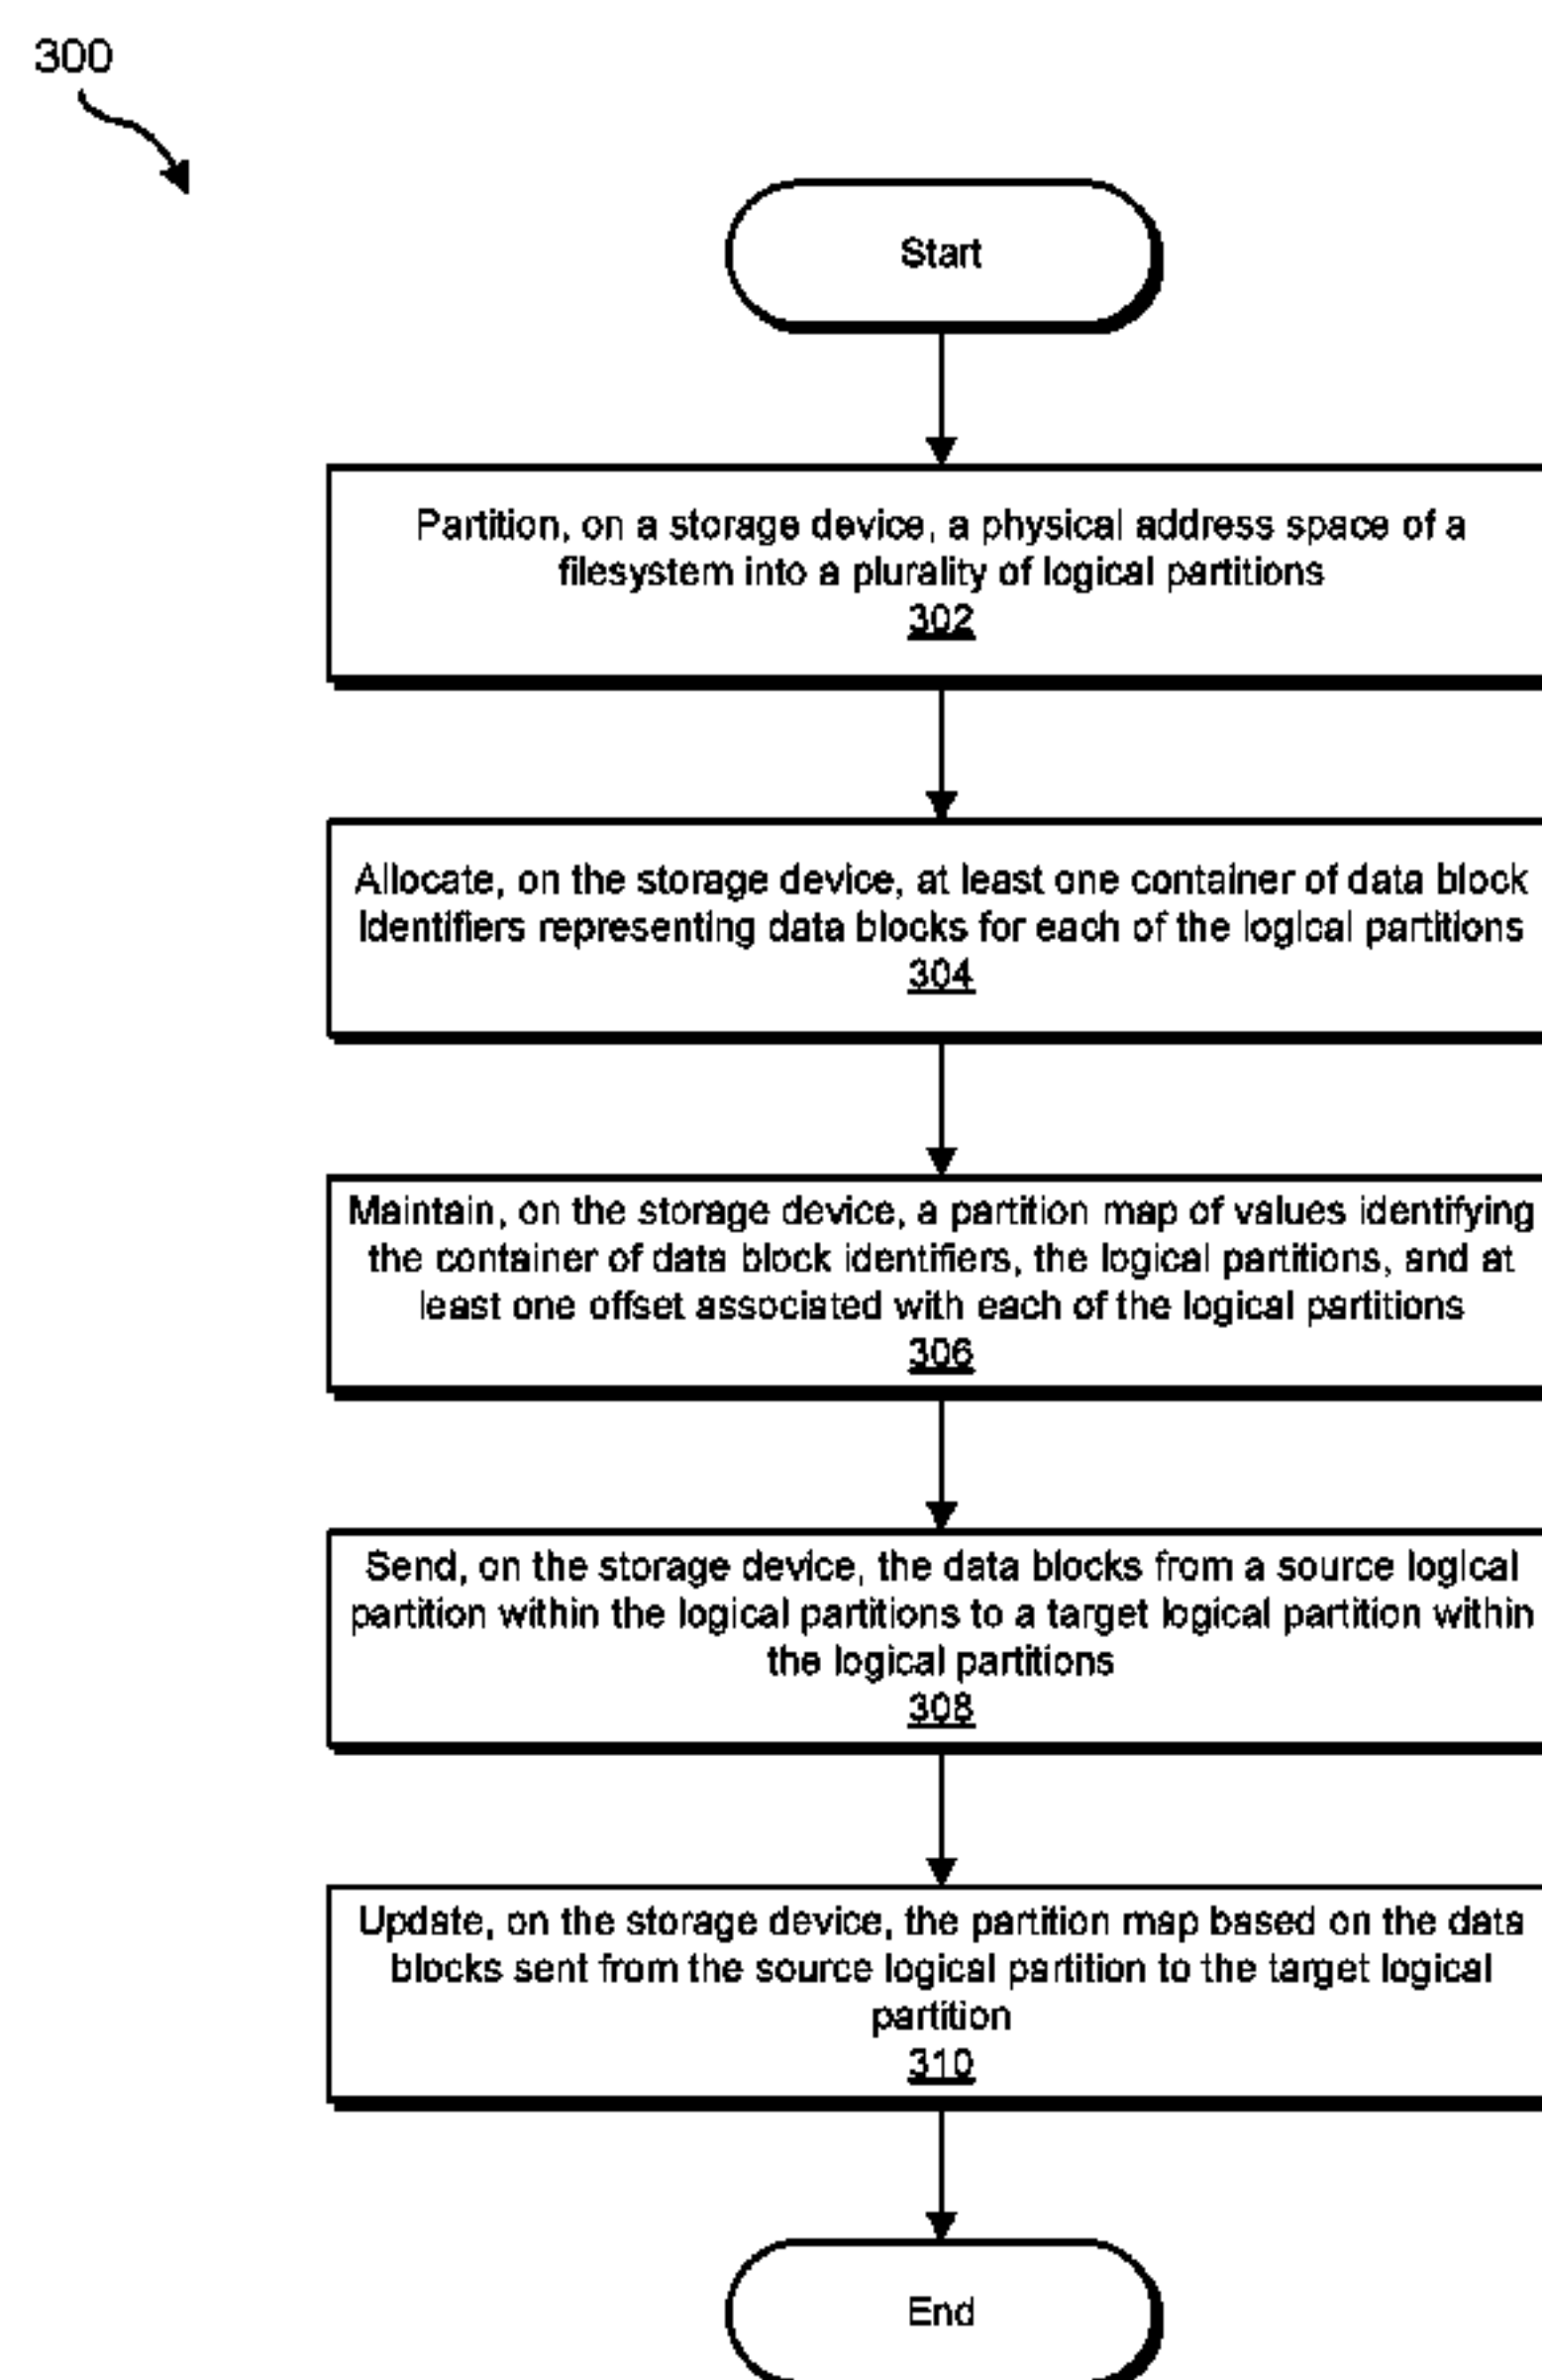 300
Start
Partition, on a storage device, a physical address space of a
filesystem into a plurality of logical partitions
302
Allocate, on the storage device, at least one container of data block
identifiers representing data blocks for each of the logical partitions
304
Maintain, on the storage device, a partition map of values identifying
the container of data block identifiers, the logical partitions, and at
least one offset associated with each of the logical partitions
306
Send, on the storage device, the data blocks from a source logical
partition within the logical partitions to a target logical partition within
the logical partitions
308
Update, on the storage device, the partition map based on the data
blocks sent from the source logical partition to the target logical
partition
310
End